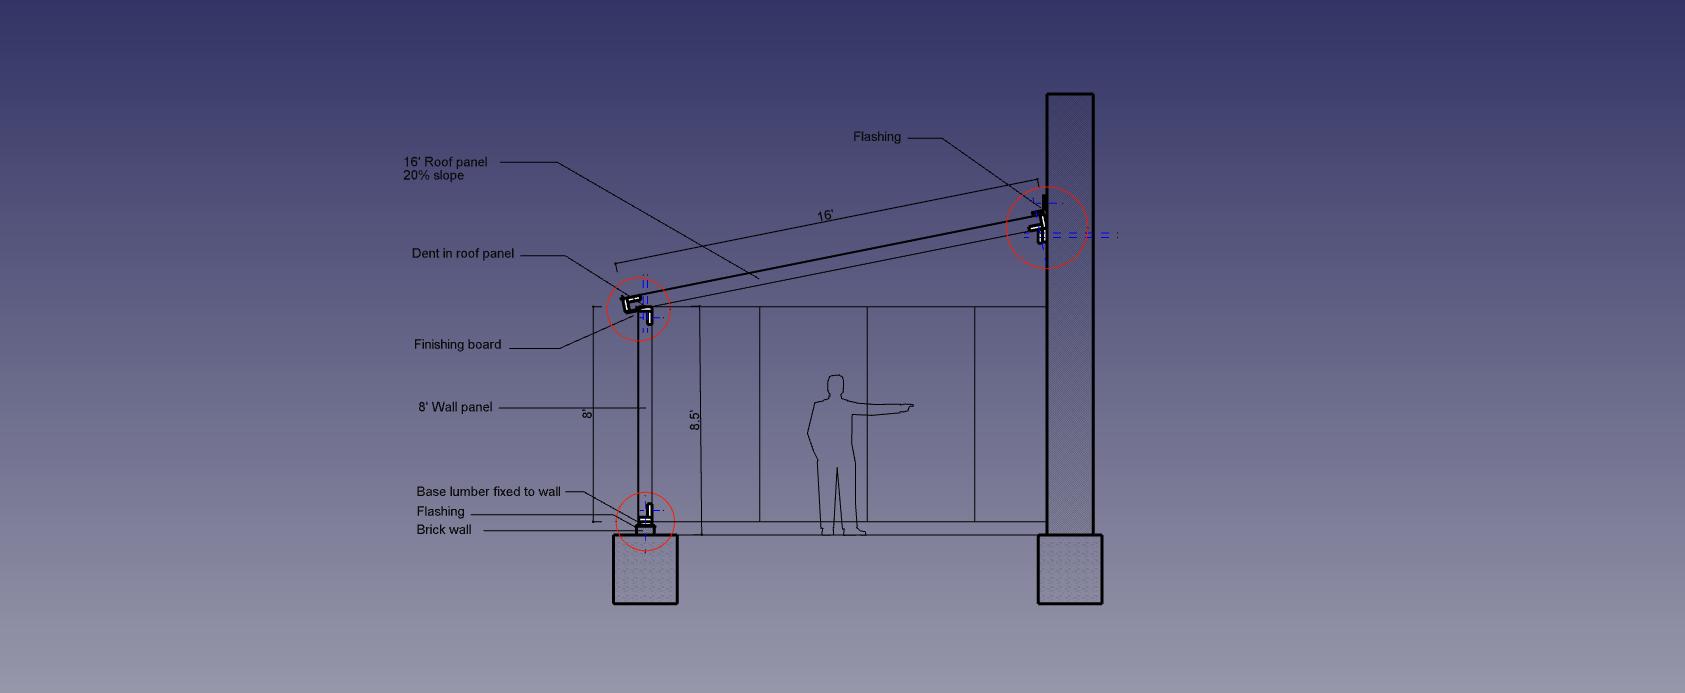 Flashing
16' Roof panel
20% slope
16'
Dent in roof panel
Finishing board
8' Wall panel
8'
8.5'
Base lumber fixed to wall
Flashing
Brick wall